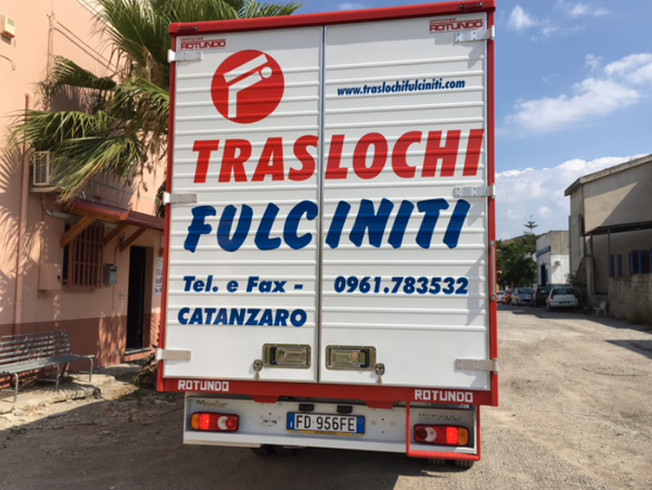 ROTUNDO
ROTUNDO
www.traslochifulciniti.com
TRASLOCHI
FULCINITI
Tel. e Fax - 0961.783532
CATANZARO
ROTUNDO
ROTUNDO
FD 956FE